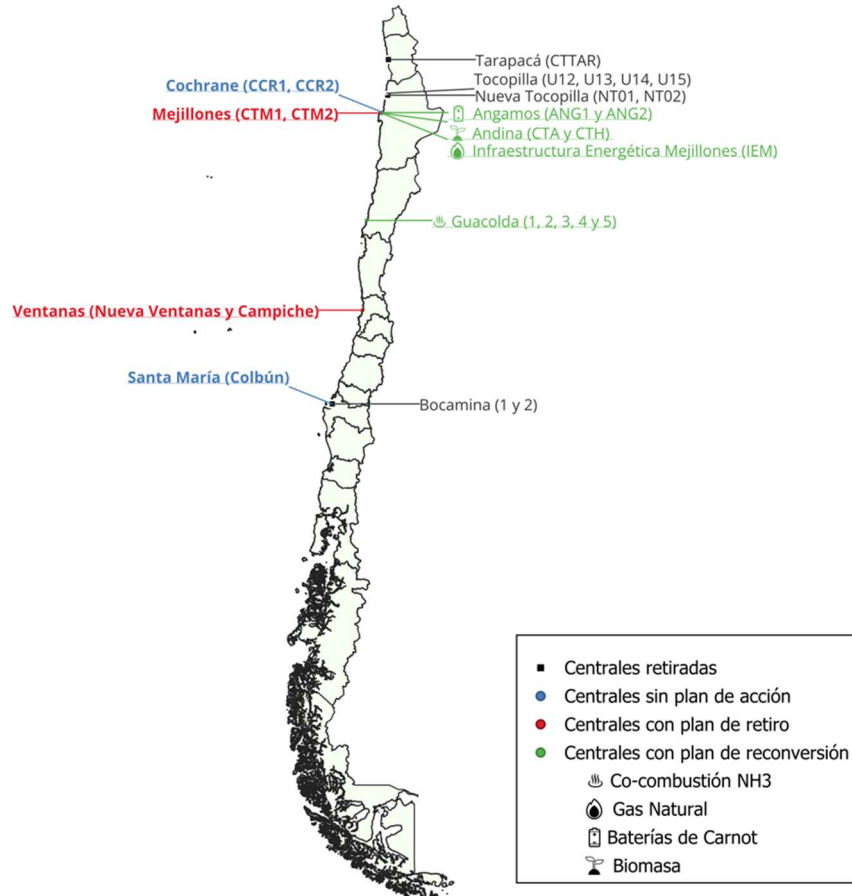 Tarapacá (CTTAR)
Tocopilla (U12, U13, U14, U15)
Cochrane (CCR1, CCR2)
Nueva Tocopilla (NT01, NT02)
Mejillones (CTM1, CTM2)
Angamos (ANG1 y ANG2)
Andina (CTA y CTH)
Infraestructura Energética Mejillones (IEM)
Guacolda (1, 2, 3, 4 y 5)
Ventanas (Nueva Ventanas y Campiche)
Santa María (Colbún)
Bocamina (1 y 2)
Centrales retiradas
Centrales sin plan de acción
Centrales con plan de retiro
Centrales con plan de reconversión
Co-combustión NH3
Gas Natural
Baterías de Carnot
Biomasa